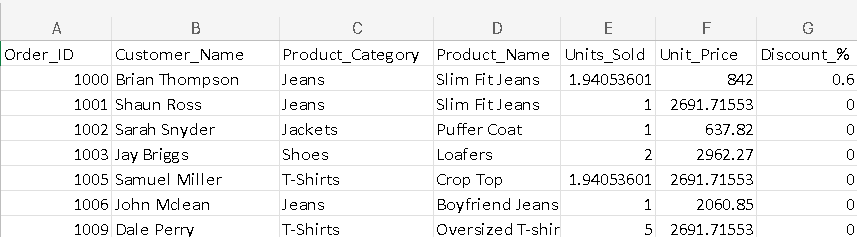 A B C D E F G
Order_ID Customer_Name Product_Category Product_Name Units_Sold Unit_Price Discount_%
1000 Brian Thompson Jeans Slim Fit Jeans 1.94053601 842 0.6
1001 Shaun Ross Jeans Slim Fit Jeans 1 2691.71553 0
1002 Sarah Snyder Jackets Puffer Coat 1 637.82 0
1003 Jay Briggs Shoes Loafers 2 2962.27 0
1005 Samuel Miller T-Shirts Crop Top 1.94053601 2691.71553 0
1006 John Mclean Jeans Boyfriend Jeans 1 2060.85 0
1009 Dale Perry T-Shirts Oversized T-shir 5 2691.71553 0